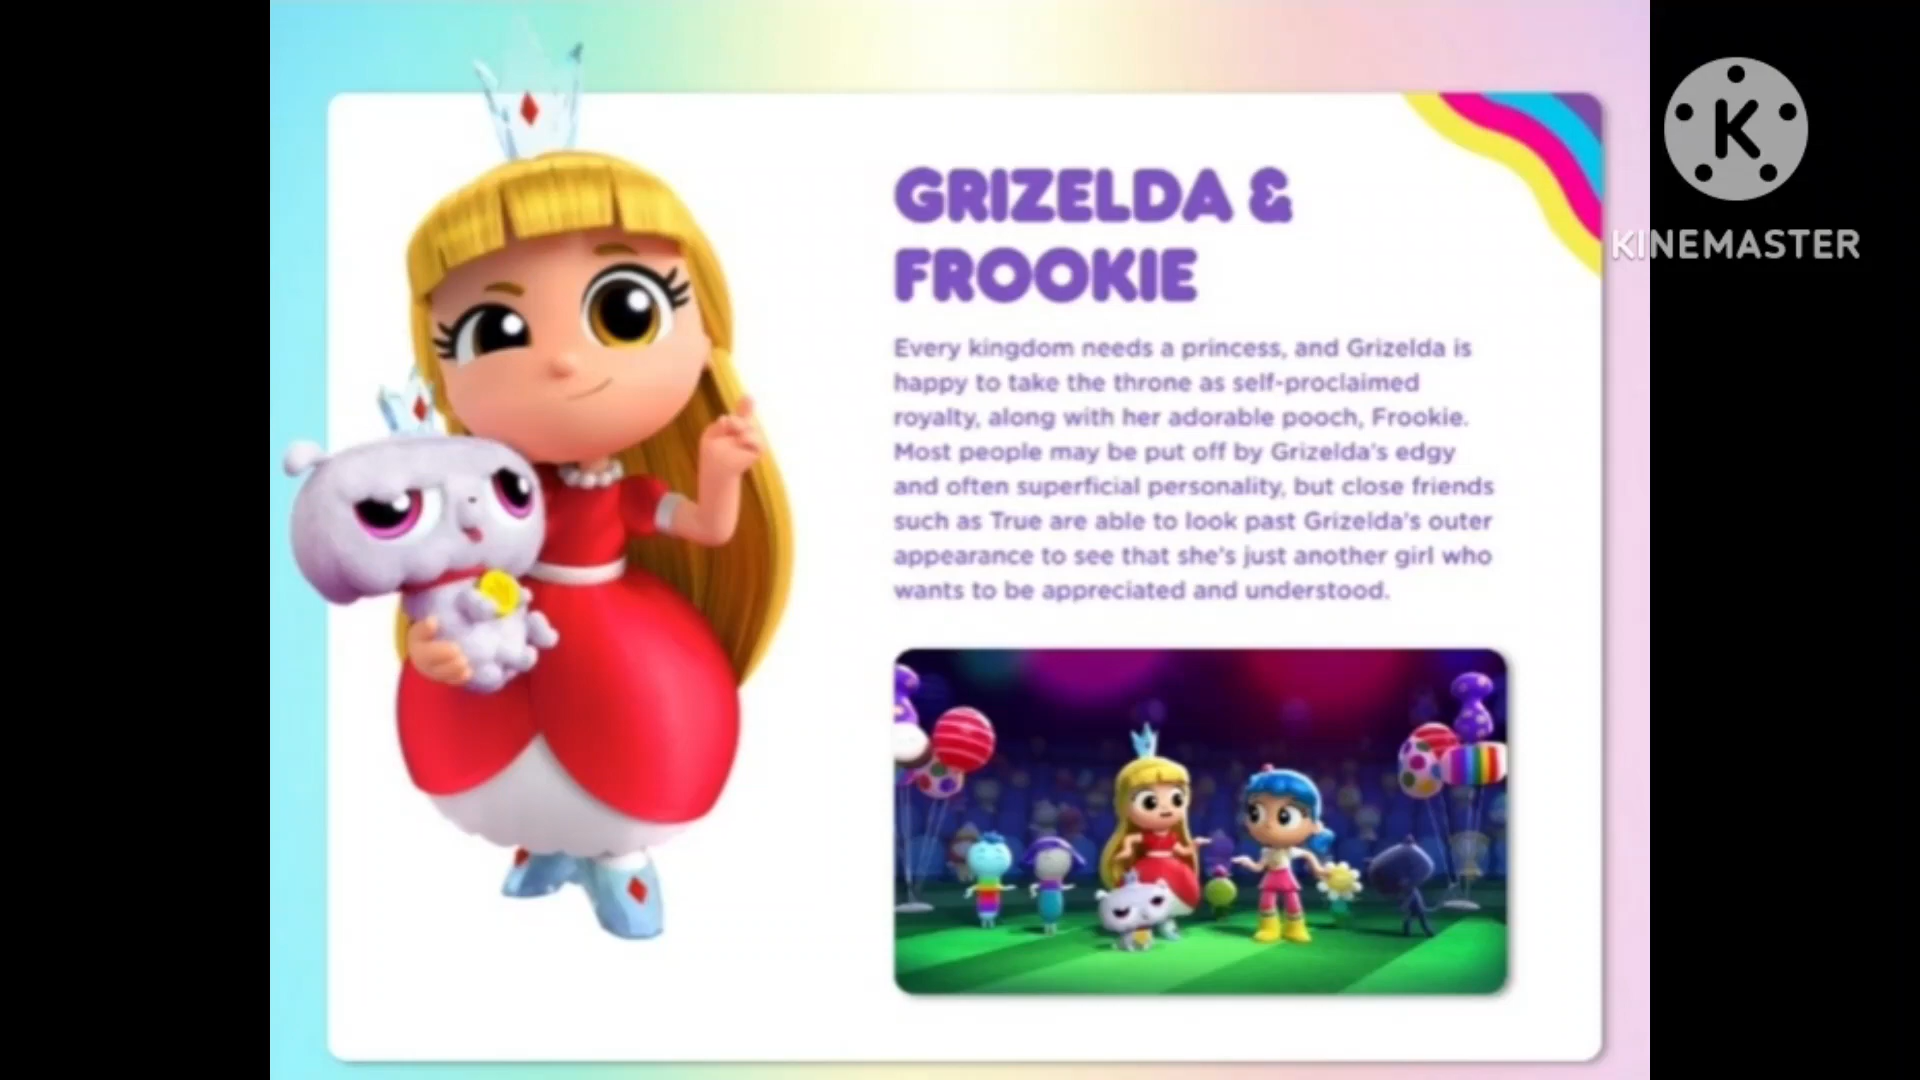 GRIZELDA &
FROOKIE
Every kingdom needs a princess, and Grizelda is
happy to take the throne as self-proclaimed
royalty, along with her adorable pooch, Frookie.
Most people may be put off by Grizelda's edgy
and often superficial personality, but close friends
such as True are able to look past Grizelda's outer
appearance to see that she's just another girl who
wants to be appreciated and understood.
K
KINEMASTER